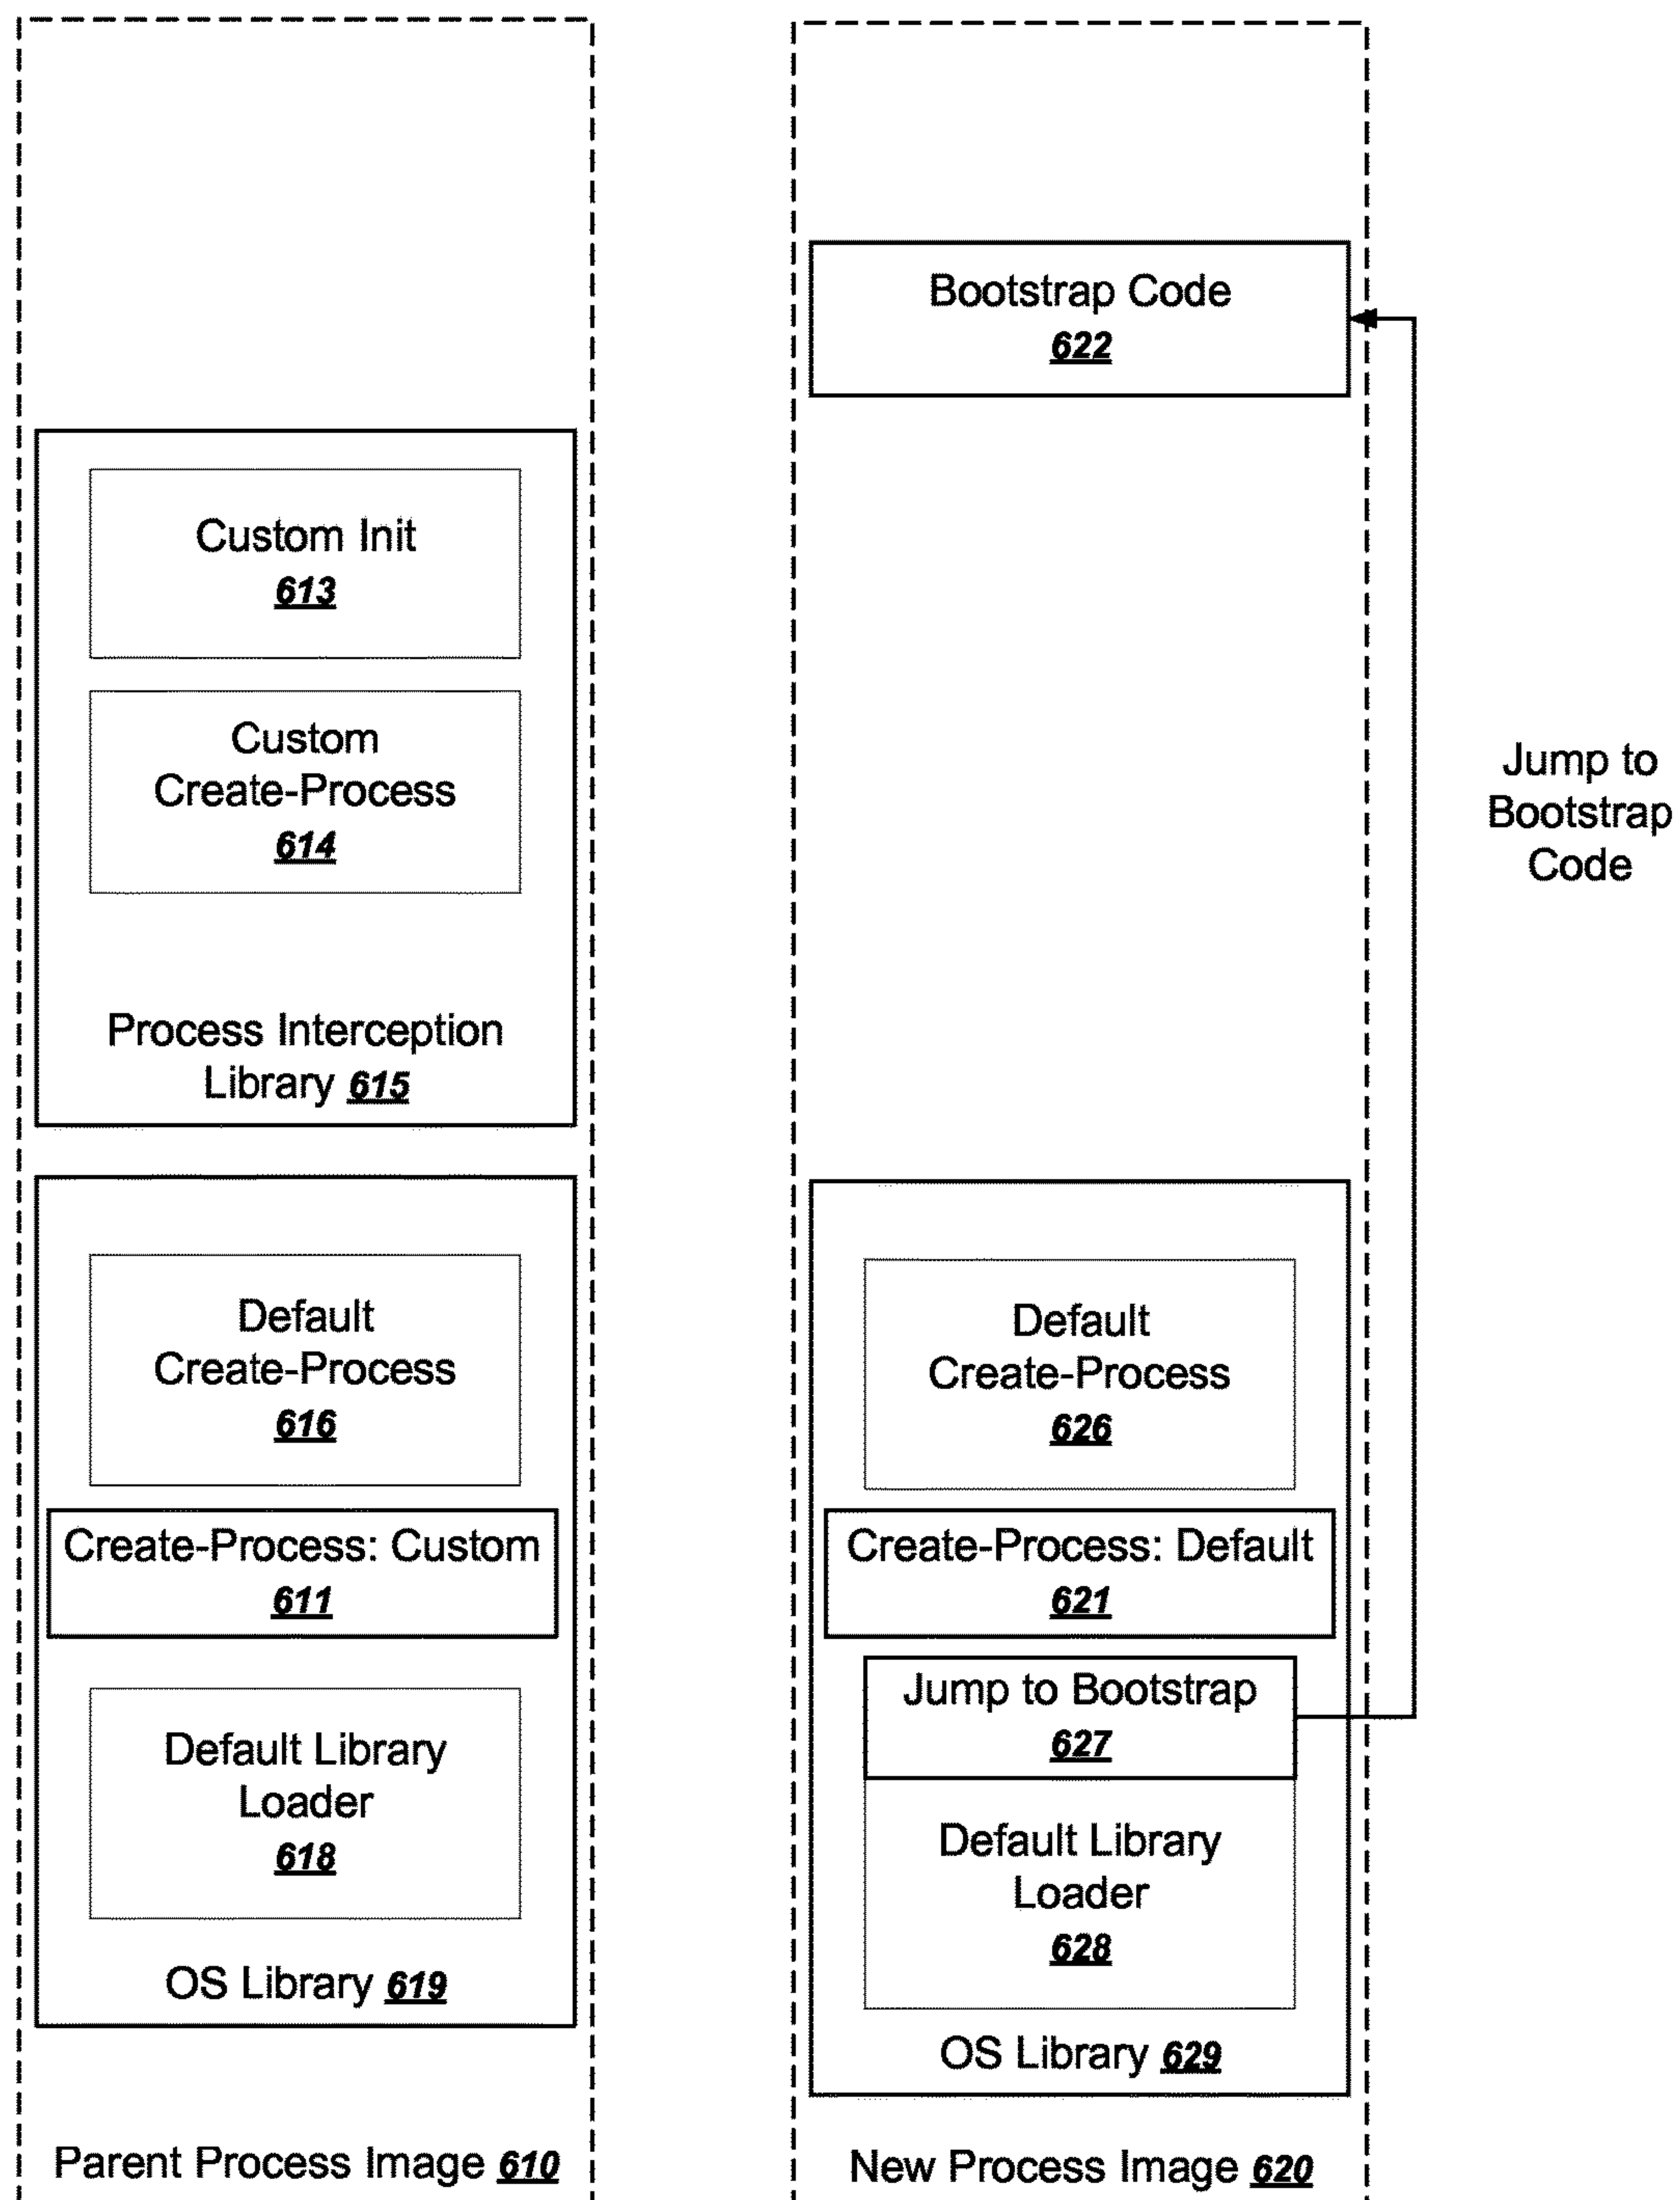 Custom Init
613
Custom
Create-Process
614
Process Interception
Library 615
Default
Create-Process
616
Create-Process: Custom
611
Default Library
Loader
618
OS Library 619
Parent Process Image 610
Bootstrap Code
622
Default
Create-Process
626
Create-Process: Default
621
Jump to Bootstrap
627
Default Library
Loader
628
OS Library 629
New Process Image 620
Jump to
Bootstrap
Code